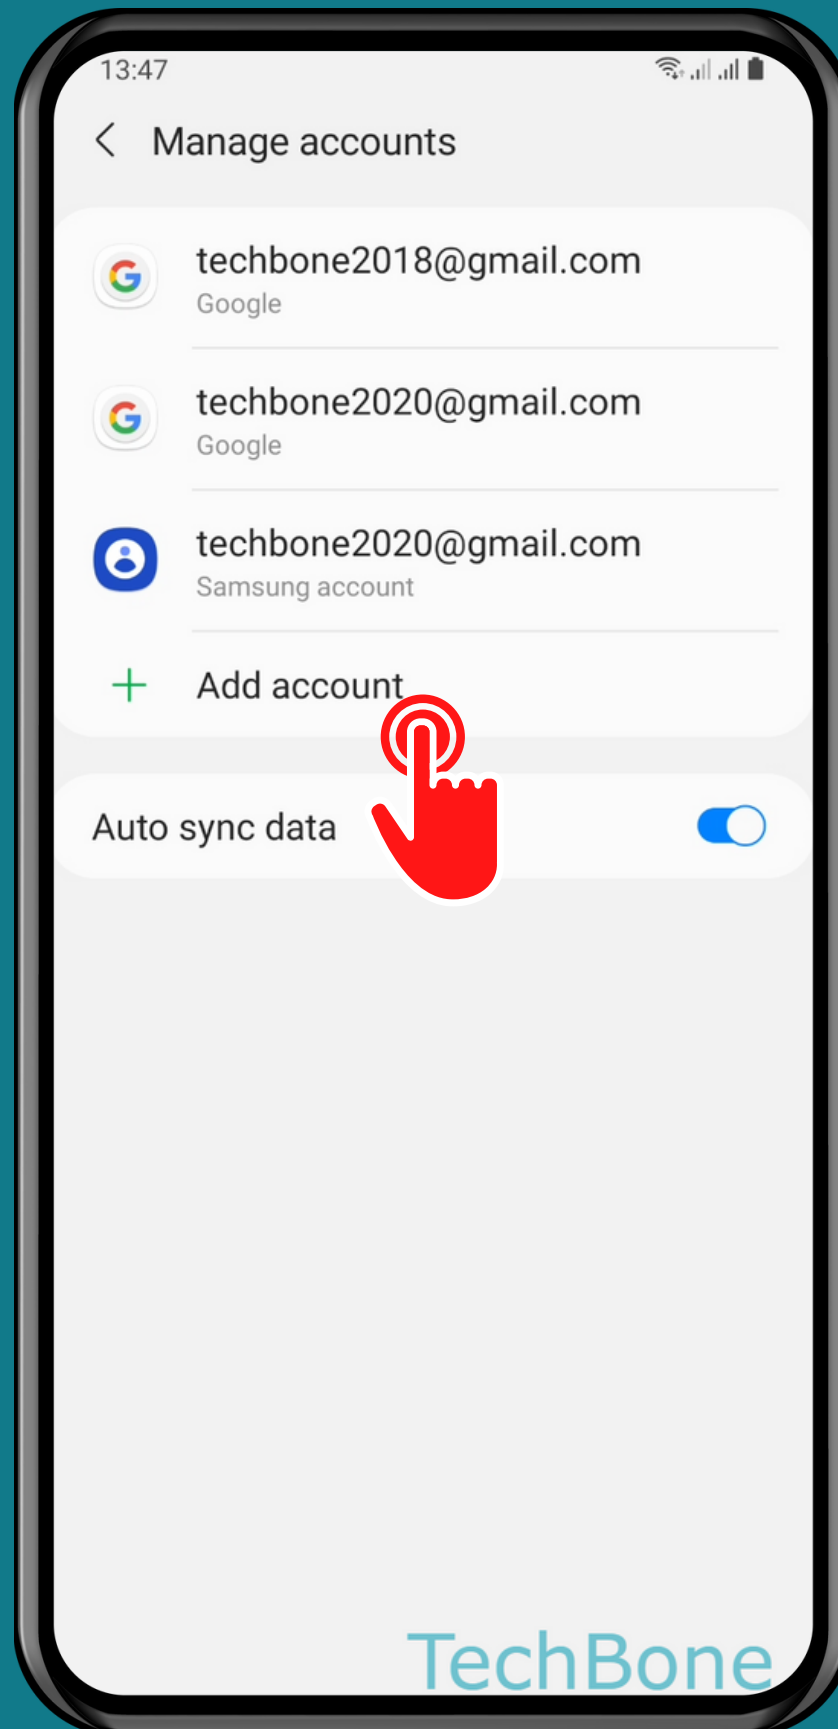 13:47
Manage accounts
techbone2018@gmail.com
Google
techbone2020@gmail.com
Google
techbone2020@gmail.com
Samsung account
Add account
Auto sync data
TechBone